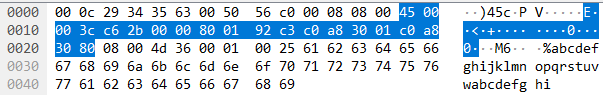 0000 00 0c 29 34 35 63 00 50 56 c0 00 08 08 00 45 00 ··)45c·P V·····E·
0010 00 3c c6 2b 00 00 80 01 92 c3 c0 a8 30 01 c0 a8 ·<·+···· ····0···
0020 30 80 08 00 4d 36 00 01 00 25 61 62 63 64 65 66 0···M6·· ·%abcdef
0030 67 68 69 6a 6b 6c 6d 6e 6f 70 71 72 73 74 75 76 ghijklmn opqrstuv
0040 77 61 62 63 64 65 66 67 68 69 wabcdefg hi